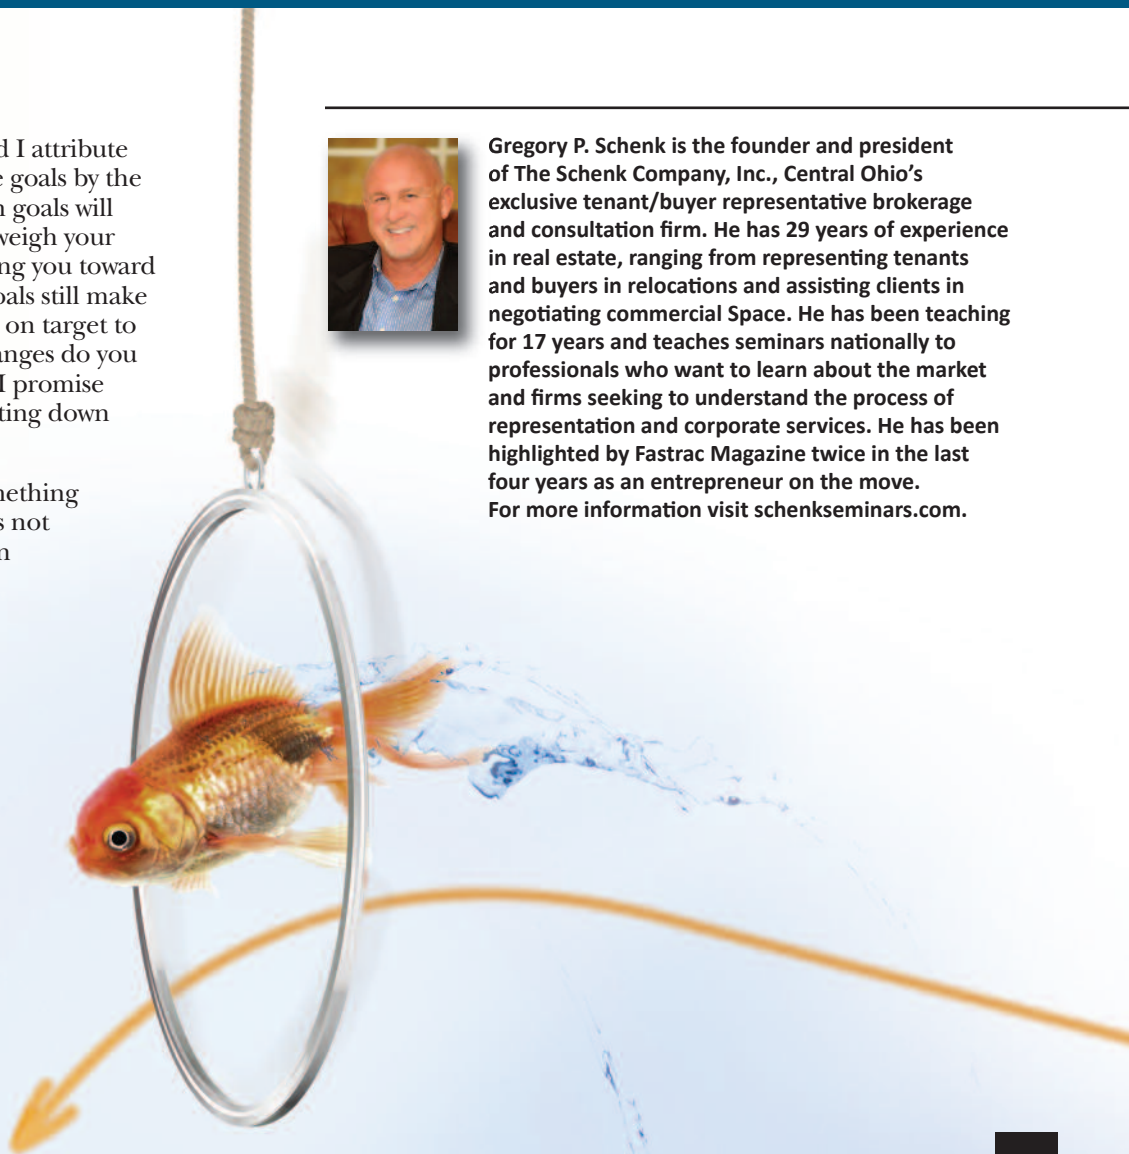 d I attribute
e goals by the
n goals will
weigh your
ng you toward
oals still make
on target to
anges do you
I promise
ting down
mething
s not
n
Gregory P. Schenk is the founder and president
of The Schenk Company, Inc., Central Ohio’s
exclusive tenant/buyer representative brokerage
and consultation firm. He has 29 years of experience
in real estate, ranging from representing tenants
and buyers in relocations and assisting clients in
negotiating commercial Space. He has been teaching
for 17 years and teaches seminars nationally to
professionals who want to learn about the market
and firms seeking to understand the process of
representation and corporate services. He has been
highlighted by Fastrac Magazine twice in the last
four years as an entrepreneur on the move.
For more information visit schenkseminars.com.